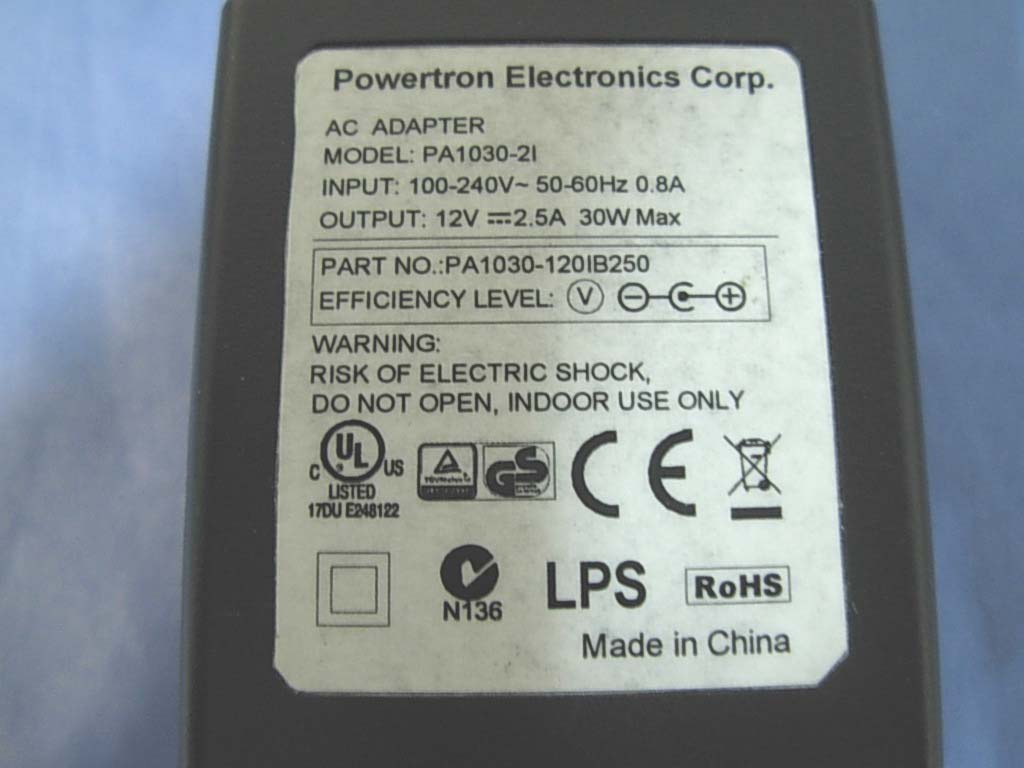 Powertron Electronics Corp.
AC ADAPTER
MODEL: PA1030-2I
INPUT: 100-240V~ 50-60Hz 0.8A
OUTPUT: 12V ⎓2.5A 30W Max
PART NO.:PA1030-120IB250
EFFICIENCY LEVEL: V
WARNING:
RISK OF ELECTRIC SHOCK,
DO NOT OPEN, INDOOR USE ONLY
C UL US
LISTED
17DU E248122
GS
CE
N136
LPS
RoHS
Made in China